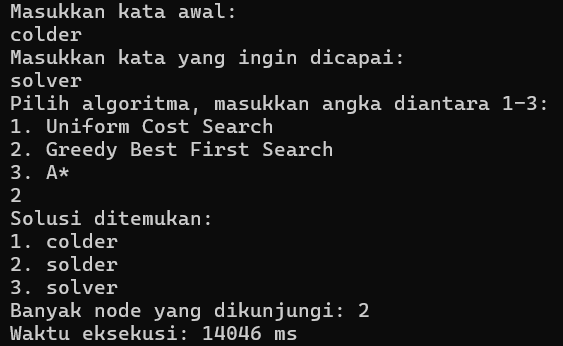 Masukkan kata awal:
colder
Masukkan kata yang ingin dicapai:
solver
Pilih algoritma, masukkan angka diantara 1-3:
1. Uniform Cost Search
2. Greedy Best First Search
3. A*
2
Solusi ditemukan:
1. colder
2. solder
3. solver
Banyak node yang dikunjungi: 2
Waktu eksekusi: 14046 ms